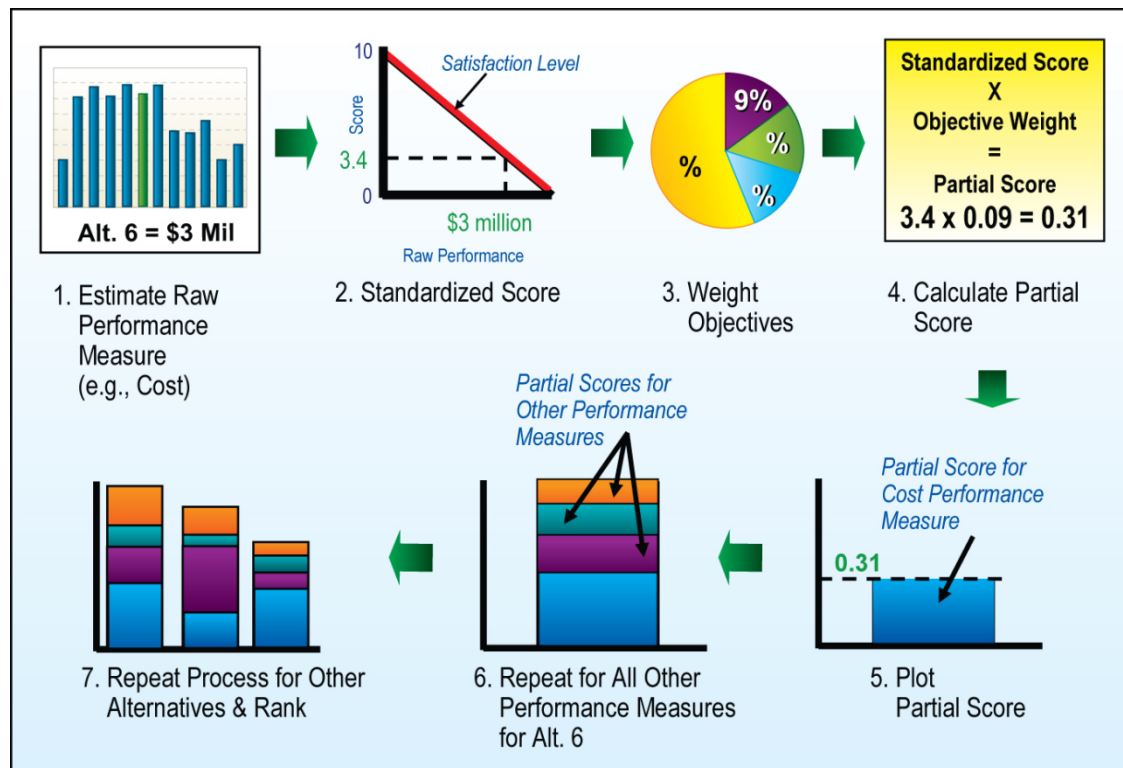 Alt. 6 = $3 Mil
1. Estimate Raw
Performance
Measure
(e.g., Cost)
10
Score
3.4
0
Satisfaction Level
$3 million
Raw Performance
2. Standardized Score
9%
%
%
%
3. Weight
Objectives
Standardized Score
X
Objective Weight
=
Partial Score
3.4 x 0.09 = 0.31
4. Calculate Partial
Score
Partial Score for
Cost Performance
Measure
0.31
5. Plot
Partial Score
Partial Scores for
Other Performance
Measures
6. Repeat for All Other
Performance Measures
for Alt. 6
7. Repeat Process for Other
Alternatives & Rank